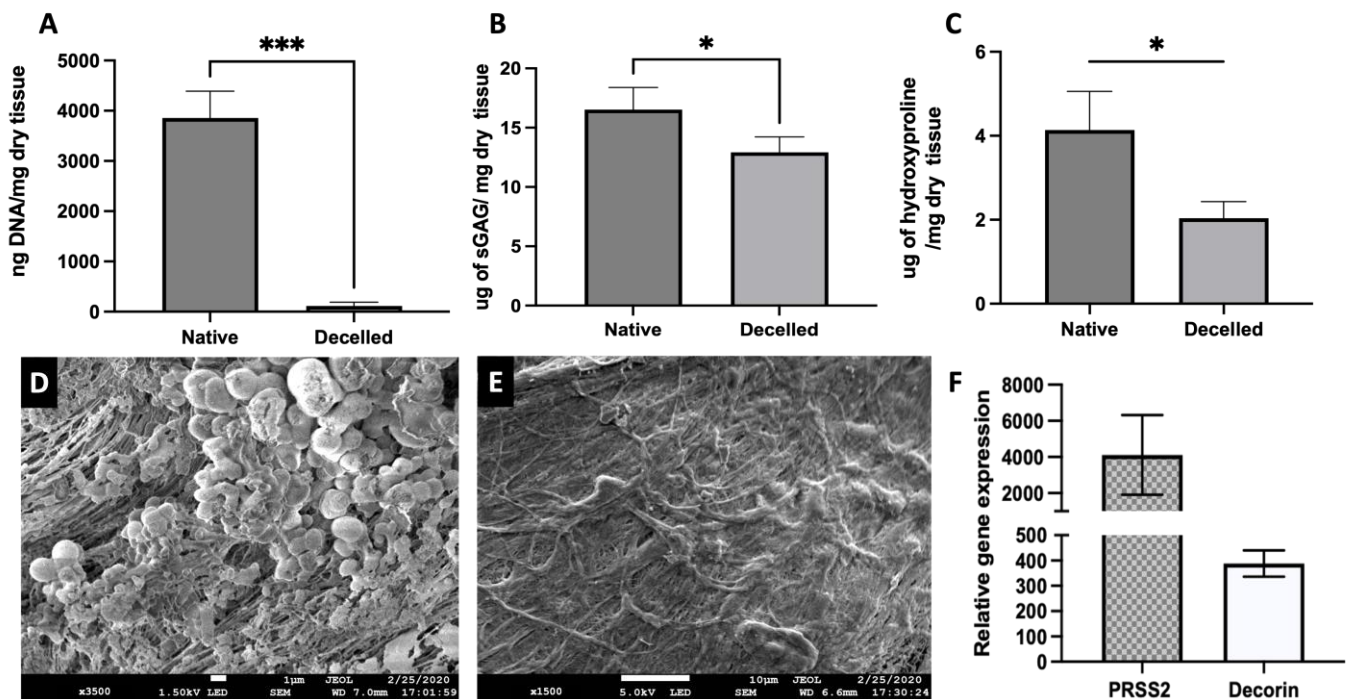 A
***
ng DNA/mg dry tissue
5000
4000
3000
2000
1000
0
Native Decelled
B
*
ug of sGAG/ mg dry tissue
20
15
10
5
0
Native Decelled
C
*
ug of hydroxyproline
/mg dry tissue
6
4
2
0
Native Decelled
D
x3500 1.50kV LED 1µm JEOL 2/25/2020
SEM WD 7.0mm 17:01:59
E
x1500 5.0kV LED 10µm JEOL 2/25/2020
SEM WD 6.6mm 17:30:24
F
Relative gene expression
8000
6000
4000
2000
500
400
300
200
100
0
PRSS2 Decorin